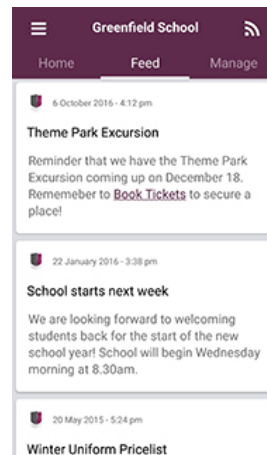 Greenfield School
Home Feed Manage
6 October 2016 - 4:12 pm
Theme Park Excursion
Reminder that we have the Theme Park
Excursion coming up on December 18.
Rememeber to Book Tickets to secure a
place!
22 January 2016 - 3:38 pm
School starts next week
We are looking forward to welcoming
students back for the start of the new
school year! School will begin Wednesday
morning at 8.30am.
20 May 2015 - 5:24 pm
Winter Uniform Pricelist